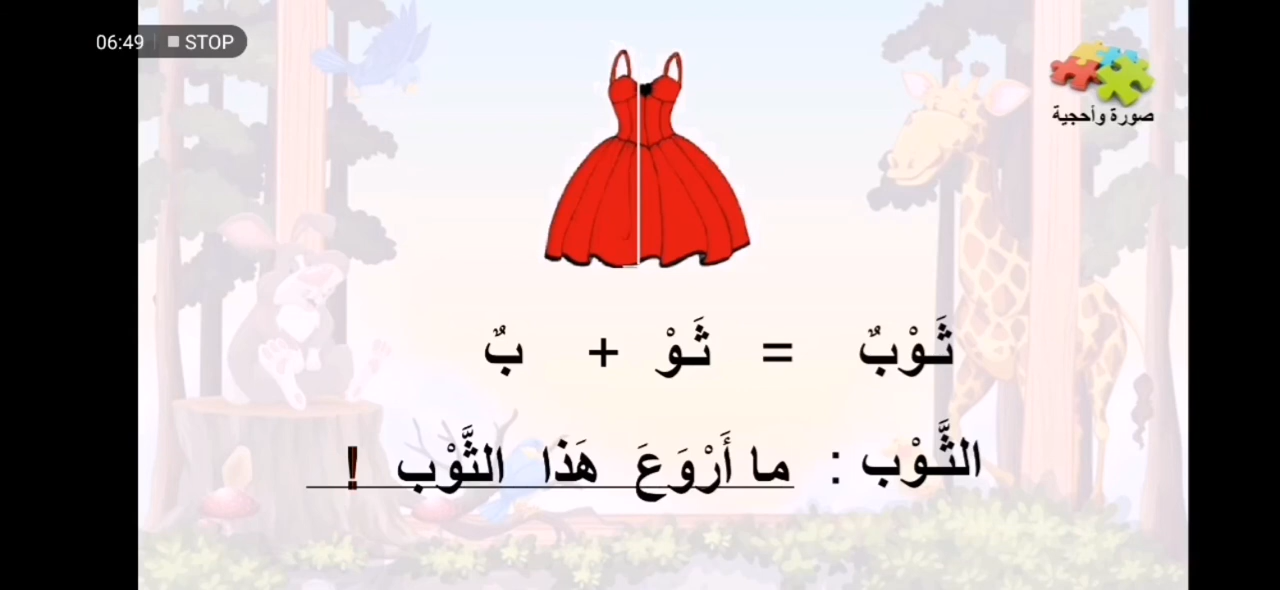 06:49 STOP
صورة وأحجية
ثَوْبٌ = ثَوْ + بٌ
الثَّوْب : ما أَرْوَعَ هَذا الثَّوْب !